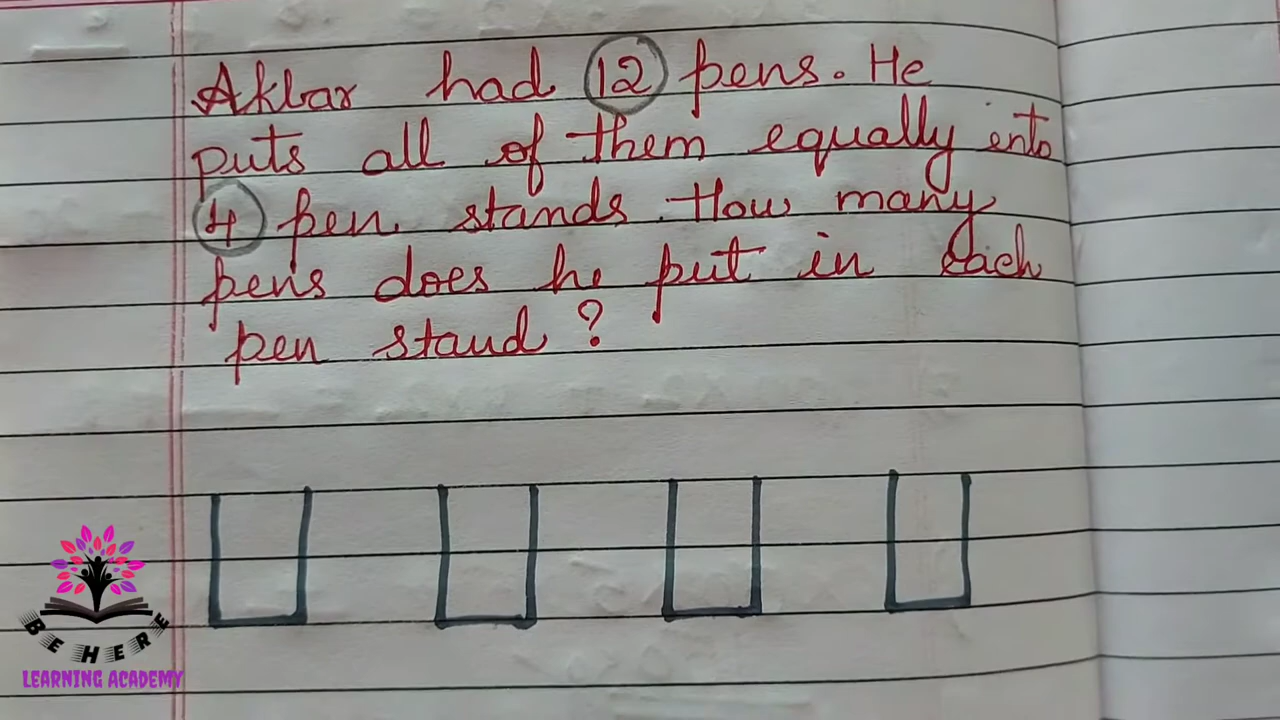 Akbar had 12 pens. He
puts all of them equally into
4 pen stands. How many
pens does he put in each
pen stand?
BE HERE
LEARNING ACADEMY